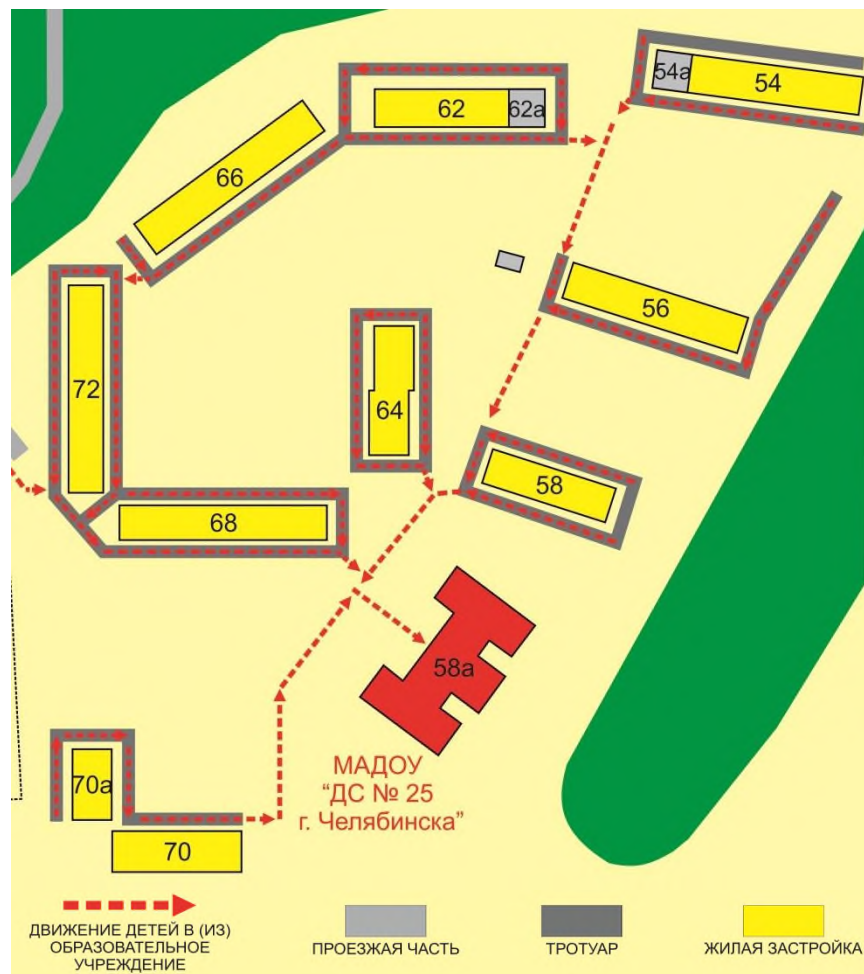 54а
54
62
62а
66
56
72
64
58
68
58а
МАДОУ
“ДС № 25
г. Челябинска”
70а
70
ДВИЖЕНИЕ ДЕТЕЙ В (ИЗ)
ОБРАЗОВАТЕЛЬНОЕ
УЧРЕЖДЕНИЕ
ПРОЕЗЖАЯ ЧАСТЬ
ТРОТУАР
ЖИЛАЯ ЗАСТРОЙКА